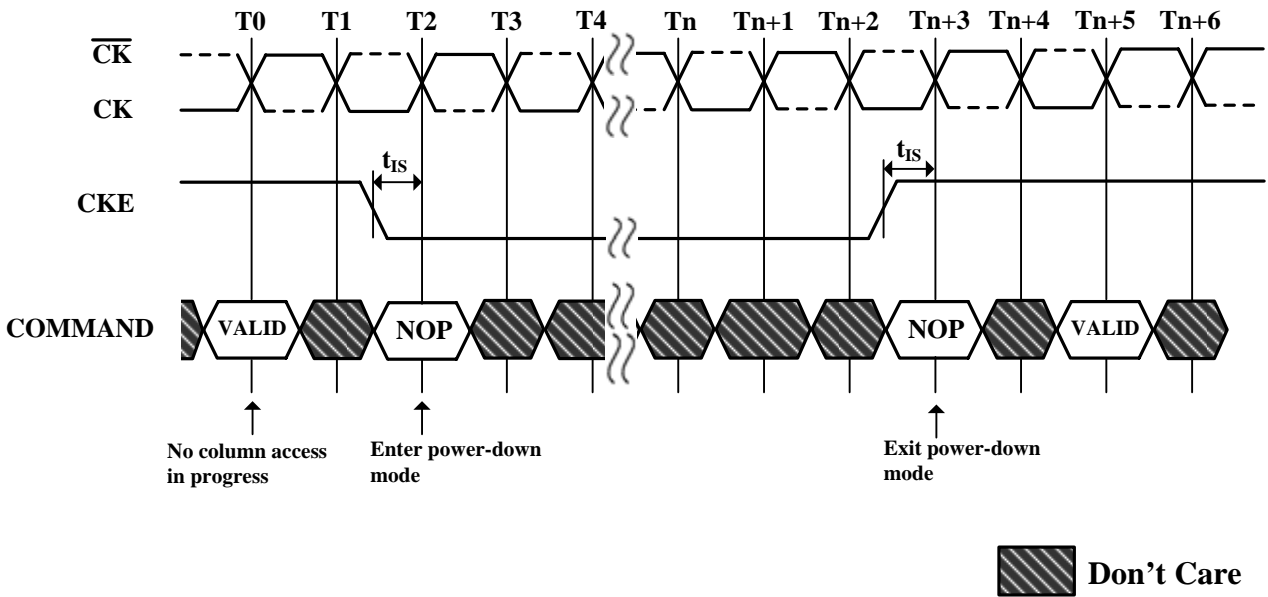 T0 T1 T2 T3 T4 Tn Tn+1 Tn+2 Tn+3 Tn+4 Tn+5 Tn+6
CK
CK
tIS tIS
CKE
COMMAND VALID NOP NOP VALID
No column access
in progress
Enter power-down
mode
Exit power-down
mode
Don't Care